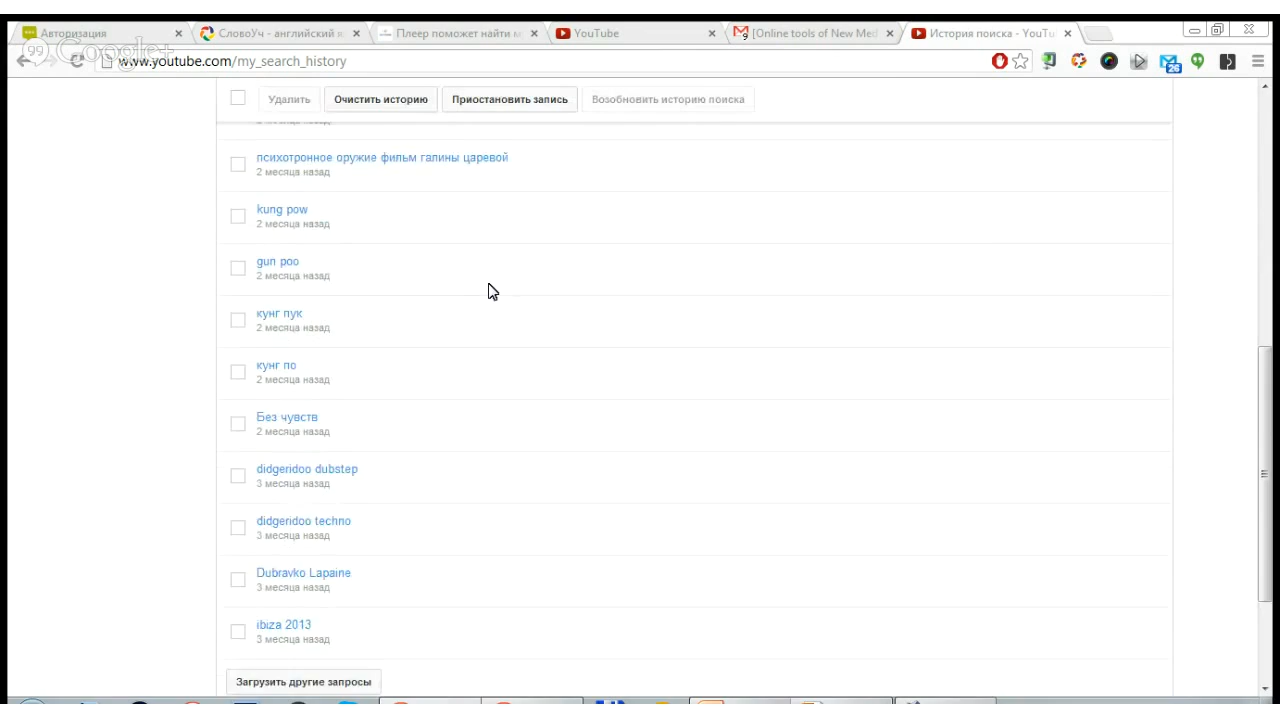 Авторизация
СловоУч - английский я
Плеер поможет найти м
YouTube
[Online tools of New Med
История поиска - YouTu
99 Google+
www.youtube.com/my_search_history
26
Удалить
Очистить историю
Приостановить запись
Возобновить историю поиска
психотронное оружие фильм галины царевой
2 месяца назад
kung pow
2 месяца назад
gun poo
2 месяца назад
кунг пук
2 месяца назад
кунг по
2 месяца назад
Без чувств
2 месяца назад
didgeridoo dubstep
3 месяца назад
didgeridoo techno
3 месяца назад
Dubravko Lapaine
3 месяца назад
ibiza 2013
3 месяца назад
Загрузить другие запросы